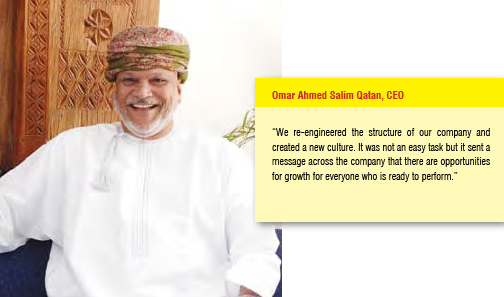 Omar Ahmed Salim Qatan, CEO
“We re-engineered the structure of our company and
created a new culture. It was not an easy task but it sent a
message across the company that there are opportunities
for growth for everyone who is ready to perform.”